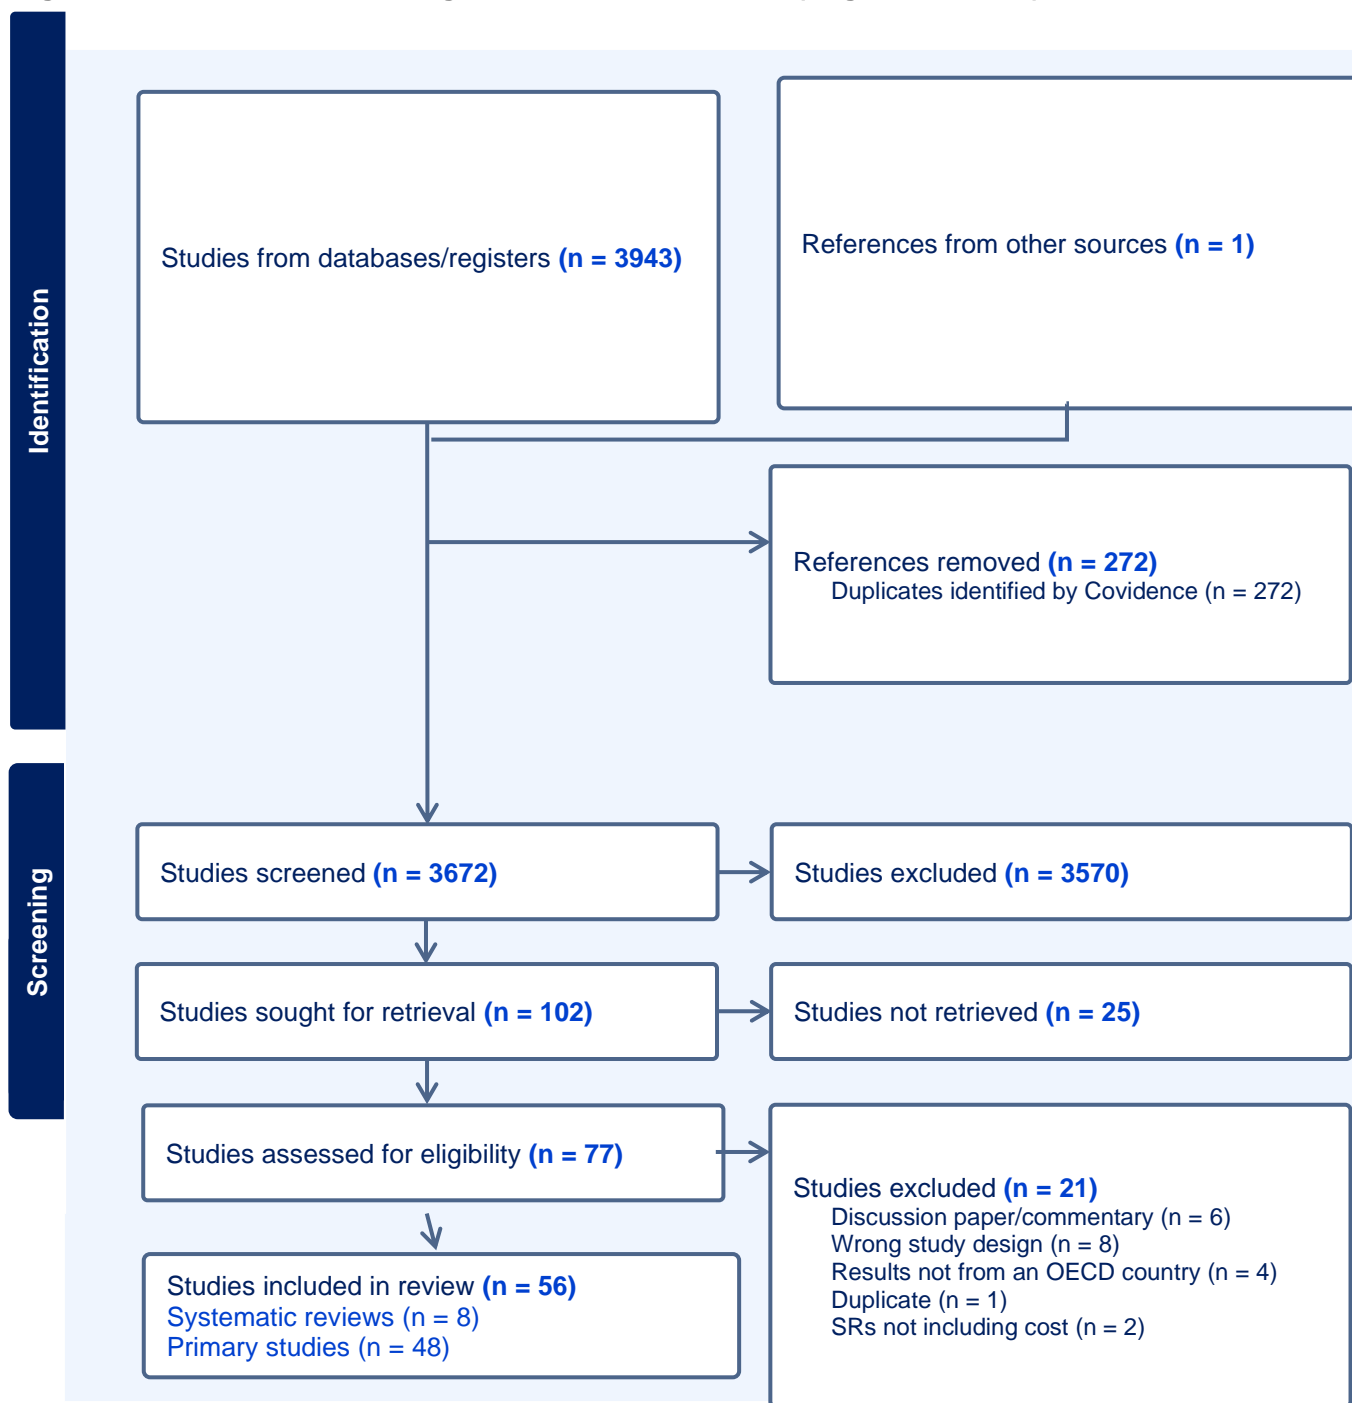 Identification
Studies from databases/registers (n = 3943)
References from other sources (n = 1)
References removed (n = 272)
Duplicates identified by Covidence (n = 272)
Screening
Studies screened (n = 3672)
Studies excluded (n = 3570)
Studies sought for retrieval (n = 102)
Studies not retrieved (n = 25)
Studies assessed for eligibility (n = 77)
Studies excluded (n = 21)
Discussion paper/commentary (n = 6)
Wrong study design (n = 8)
Results not from an OECD country (n = 4)
Duplicate (n = 1)
SRs not including cost (n = 2)
Studies included in review (n = 56)
Systematic reviews (n = 8)
Primary studies (n = 48)